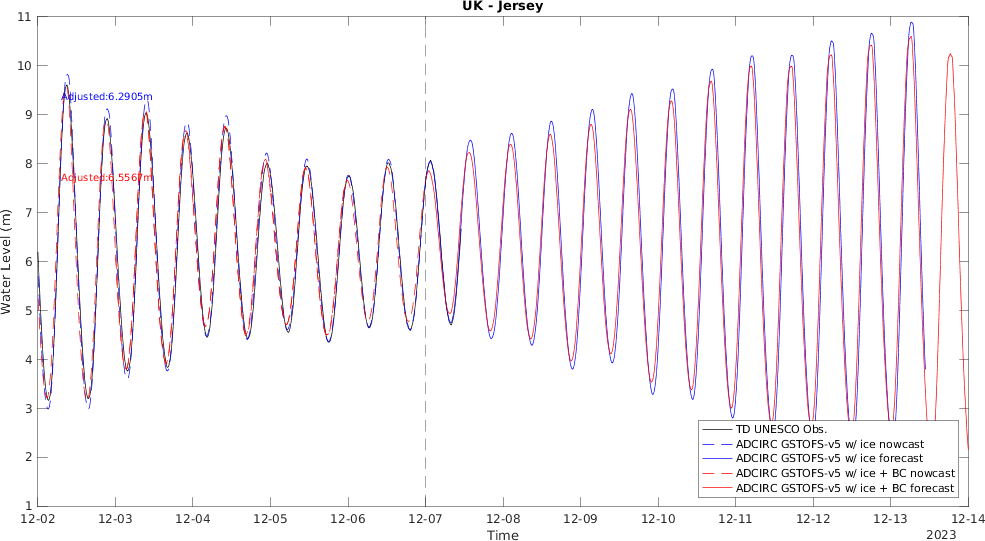 UK - Jersey
11
10
9
8
7
6
5
4
3
2
1
Water Level (m)
Adjusted:6.2905m
Adjusted:6.5567m
TD UNESCO Obs.
ADCIRC GSTOFS-v5 w/ ice nowcast
ADCIRC GSTOFS-v5 w/ ice forecast
ADCIRC GSTOFS-v5 w/ ice + BC nowcast
ADCIRC GSTOFS-v5 w/ ice + BC forecast
12-02 12-03 12-04 12-05 12-06 12-07 12-08 12-09 12-10 12-11 12-12 12-13 12-14
Time
2023